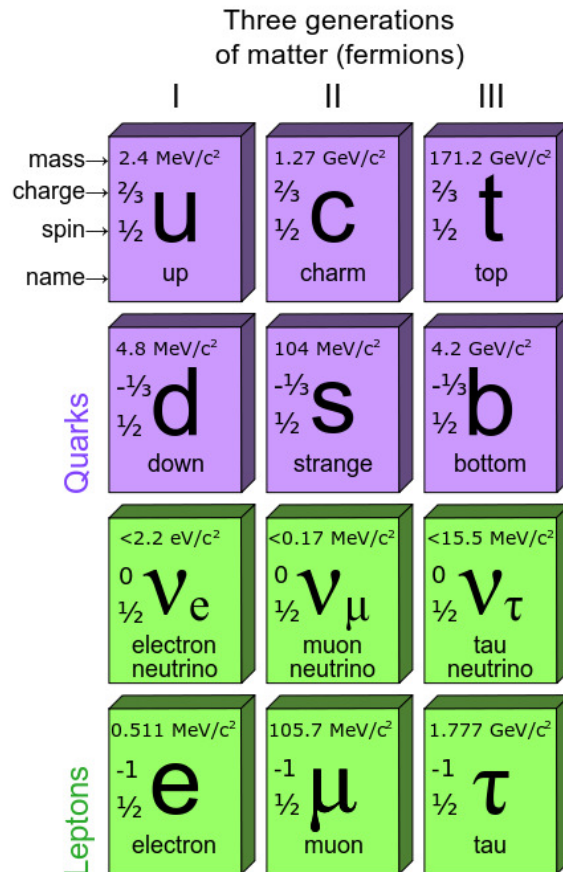 Three generations
of matter (fermions)
I II III
mass→ 2.4 MeV/c² 1.27 GeV/c² 171.2 GeV/c²
charge→ ⅔ u ⅔ c ⅔ t
spin→ ½ ½ ½
name→ up charm top
Quarks
4.8 MeV/c² 104 MeV/c² 4.2 GeV/c²
-⅓ d -⅓ s -⅓ b
½ ½ ½
down strange bottom
<2.2 eV/c² <0.17 MeV/c² <15.5 MeV/c²
0 νe 0 νμ 0 ντ
½ ½ ½
electron muon tau
neutrino neutrino neutrino
Leptons
0.511 MeV/c² 105.7 MeV/c² 1.777 GeV/c²
-1 e -1 μ -1 τ
½ ½ ½
electron muon tau